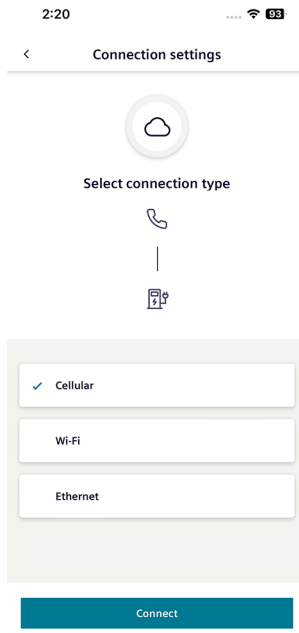 2:20
93
Connection settings
Select connection type
Cellular
Wi-Fi
Ethernet
Connect